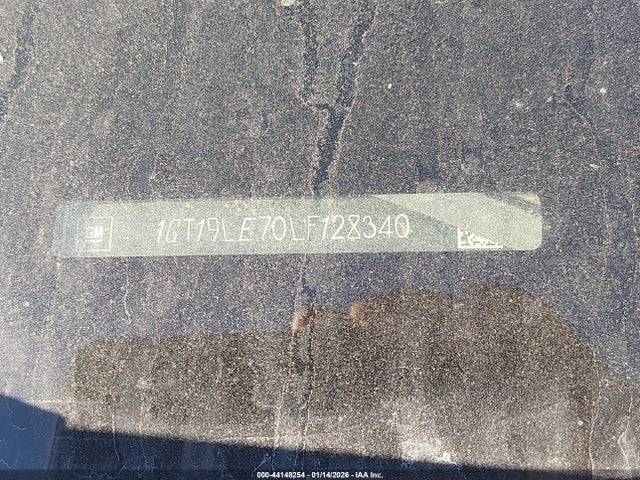 GM 1GT19LE70LF128340
000-44148254 - 01/14/2026 - IAA Inc.